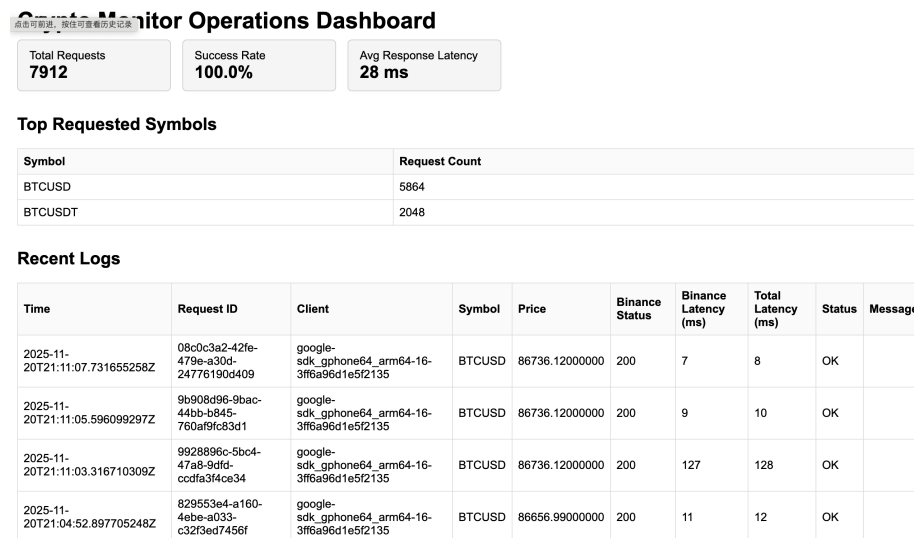 Crypto Monitor Operations Dashboard
点击可前进，按住可查看历史记录
Total Requests
7912
Success Rate
100.0%
Avg Response Latency
28 ms
Top Requested Symbols
Symbol Request Count
BTCUSD 5864
BTCUSDT 2048
Recent Logs
Time Request ID Client Symbol Price Binance Status Binance Latency (ms) Total Latency (ms) Status Message
2025-11-20T21:11:07.731655258Z 08c0c3a2-42fe-479e-a30d-24776190d409 google-sdk_gphone64_arm64-16-3ff6a96d1e5f2135 BTCUSD 86736.12000000 200 7 8 OK
2025-11-20T21:11:05.596099297Z 9b908d96-9bac-44bb-b845-760af9fc83d1 google-sdk_gphone64_arm64-16-3ff6a96d1e5f2135 BTCUSD 86736.12000000 200 9 10 OK
2025-11-20T21:11:03.316710309Z 9928896c-5bc4-47a8-9dfd-ccdfa3f4ce34 google-sdk_gphone64_arm64-16-3ff6a96d1e5f2135 BTCUSD 86736.12000000 200 127 128 OK
2025-11-20T21:04:52.897705248Z 829553e4-a160-4ebe-a033-c32f3ed7456f google-sdk_gphone64_arm64-16-3ff6a96d1e5f2135 BTCUSD 86656.99000000 200 11 12 OK